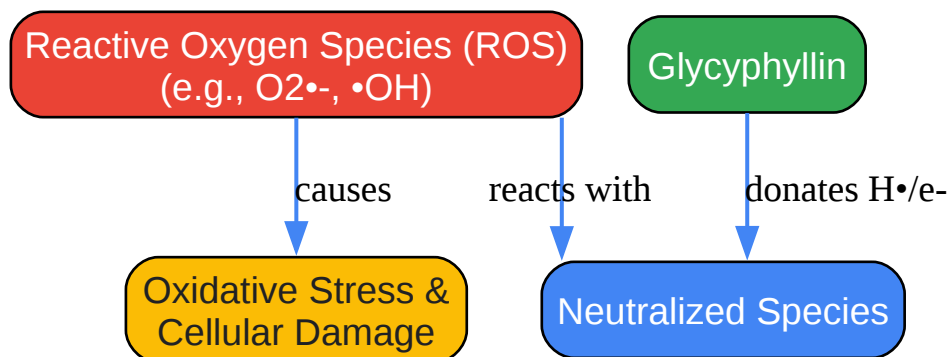 Reactive Oxygen Species (ROS)
(e.g., O2•-, •OH)
Glycyphyllin
causes
reacts with
donates H•/e-
Oxidative Stress &
Cellular Damage
Neutralized Species